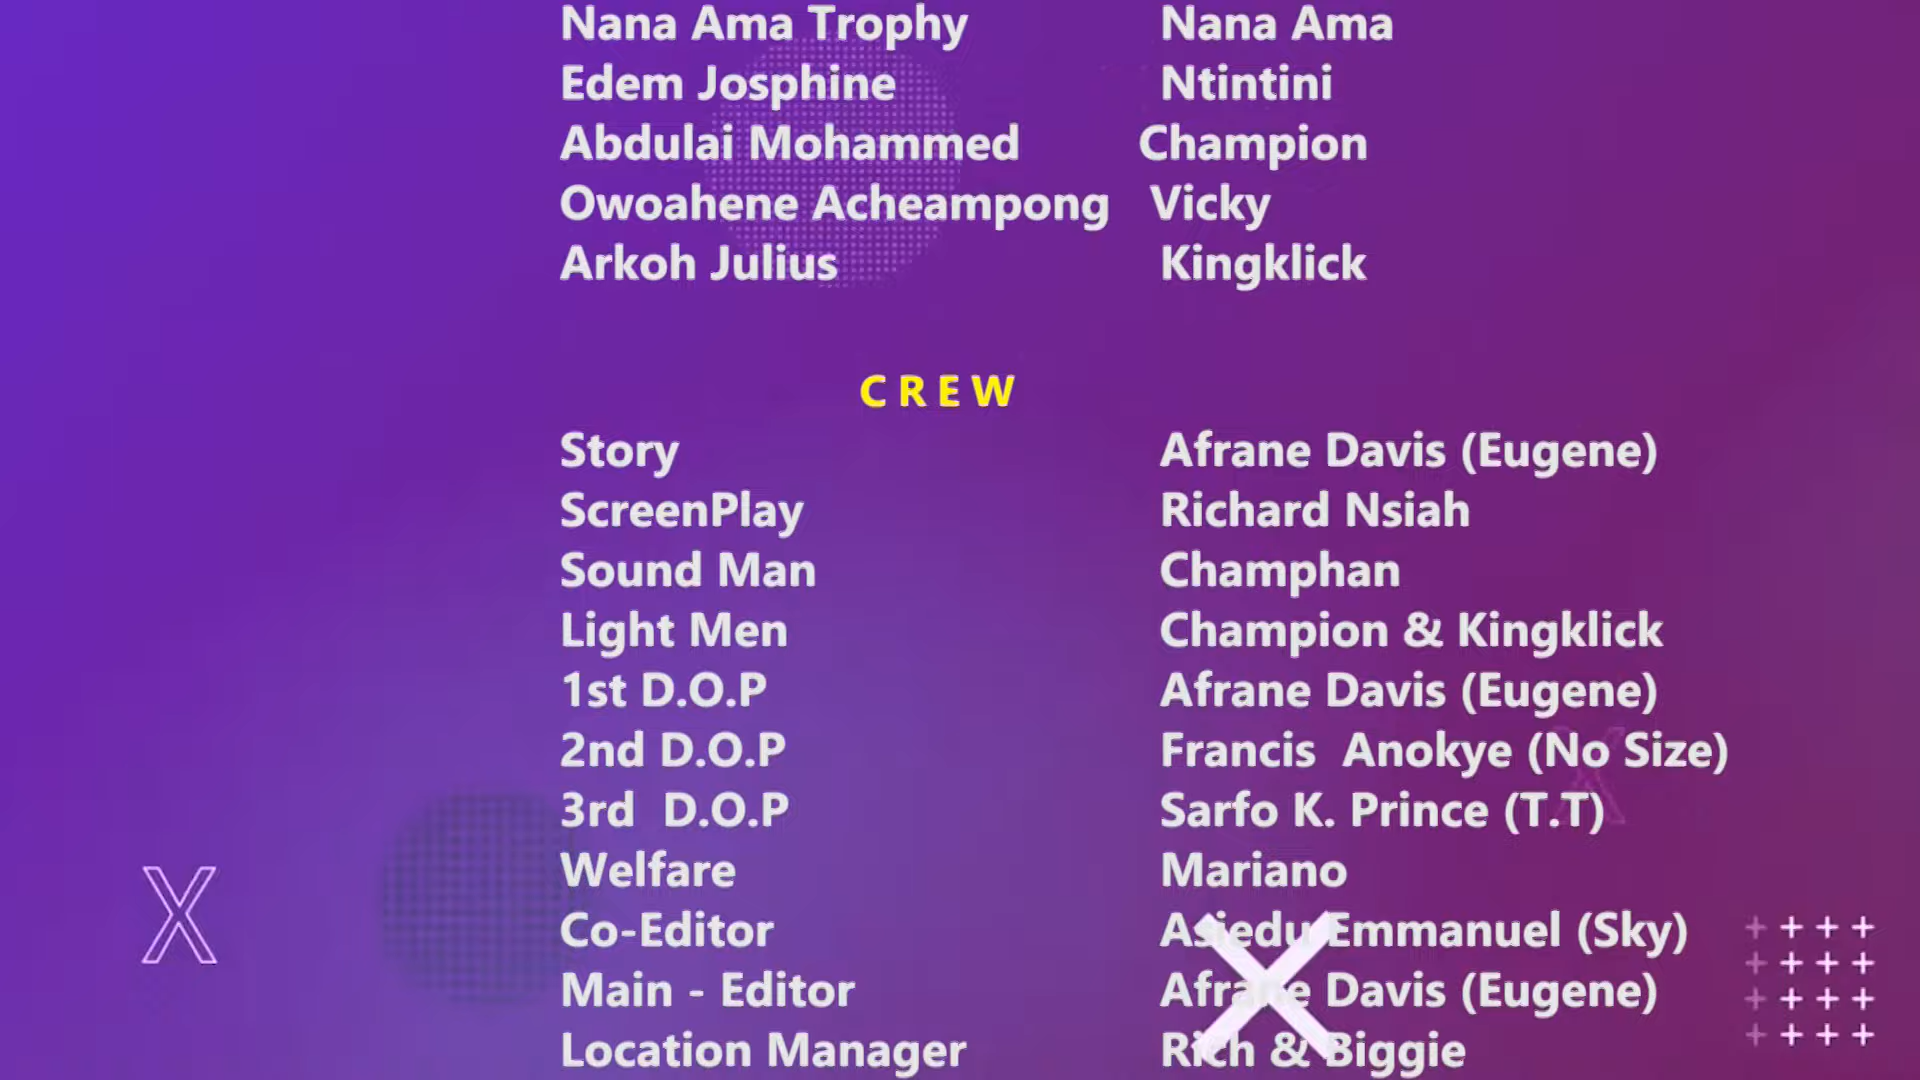 Nana Ama Trophy Nana Ama
Edem Josphine Ntintini
Abdulai Mohammed Champion
Owoahene Acheampong Vicky
Arkoh Julius Kingklick
CREW
Story Afrane Davis (Eugene)
ScreenPlay Richard Nsiah
Sound Man Champhan
Light Men Champion & Kingklick
1st D.O.P Afrane Davis (Eugene)
2nd D.O.P Francis Anokye (No Size)
3rd D.O.P Sarfo K. Prince (T.T)
Welfare Mariano
Co-Editor Asiedu Emmanuel (Sky)
Main - Editor Afrane Davis (Eugene)
Location Manager Rich & Biggie